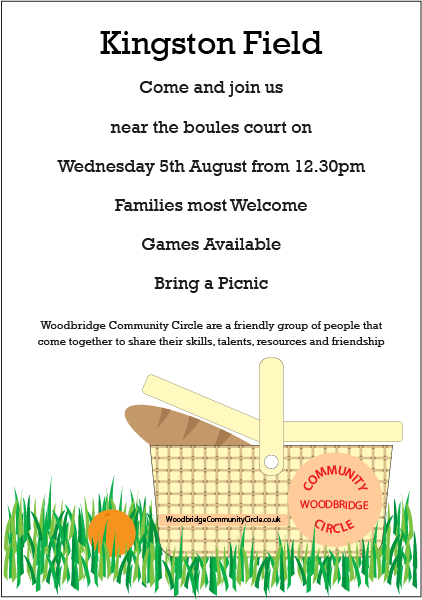 Kingston Field
Come and join us
near the boules court on
Wednesday 5th August from 12.30pm
Families most Welcome
Games Available
Bring a Picnic
Woodbridge Community Circle are a friendly group of people that
come together to share their skills, talents, resources and friendship
COMMUNITY
WOODBRIDGE
CIRCLE
WoodbridgeCommunityCircle.co.uk